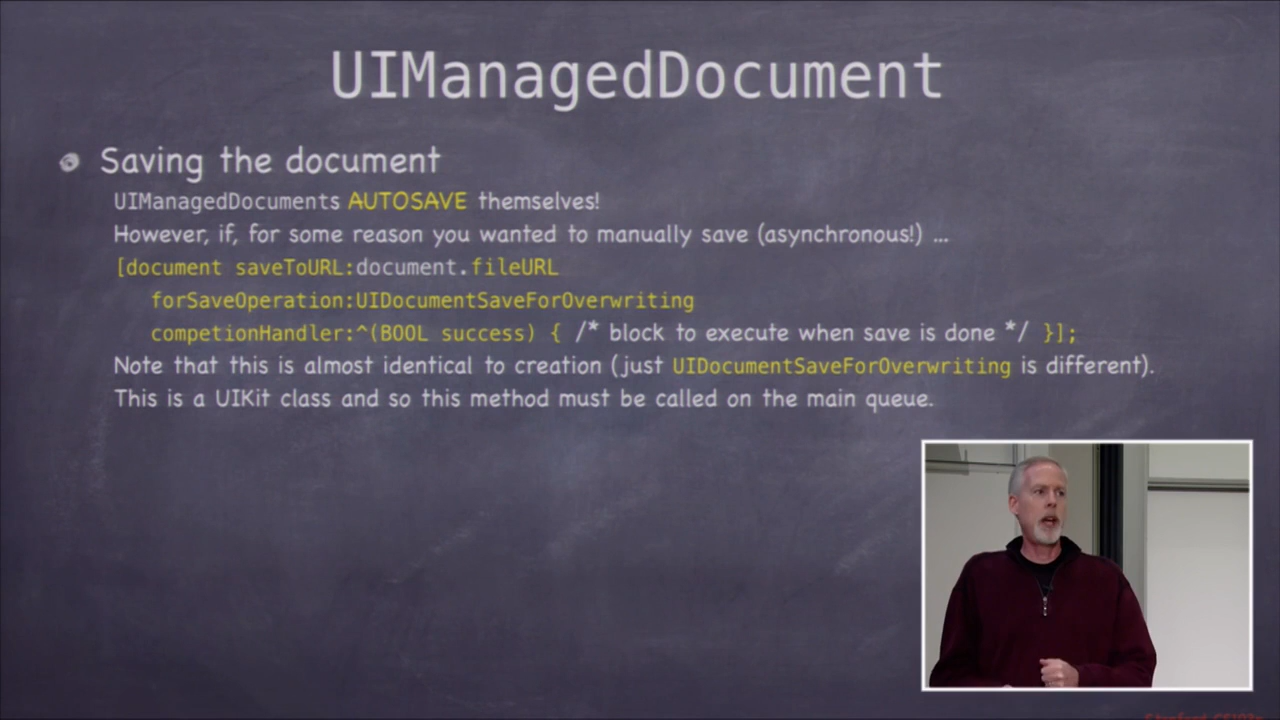 UIManagedDocument
Saving the document
UIManagedDocuments AUTOSAVE themselves!
However, if, for some reason you wanted to manually save (asynchronous!) ...
[document saveToURL:document.fileURL
forSaveOperation:UIDocumentSaveForOverwriting
competionHandler:^(BOOL success) { /* block to execute when save is done */ }];
Note that this is almost identical to creation (just UIDocumentSaveForOverwriting is different).
This is a UIKit class and so this method must be called on the main queue.